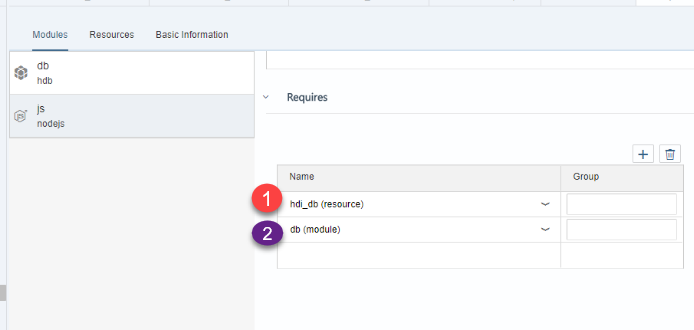 Modules Resources Basic Information
db
hdb
js
nodejs
Requires
Name Group
1 hdi_db (resource)
2 db (module)